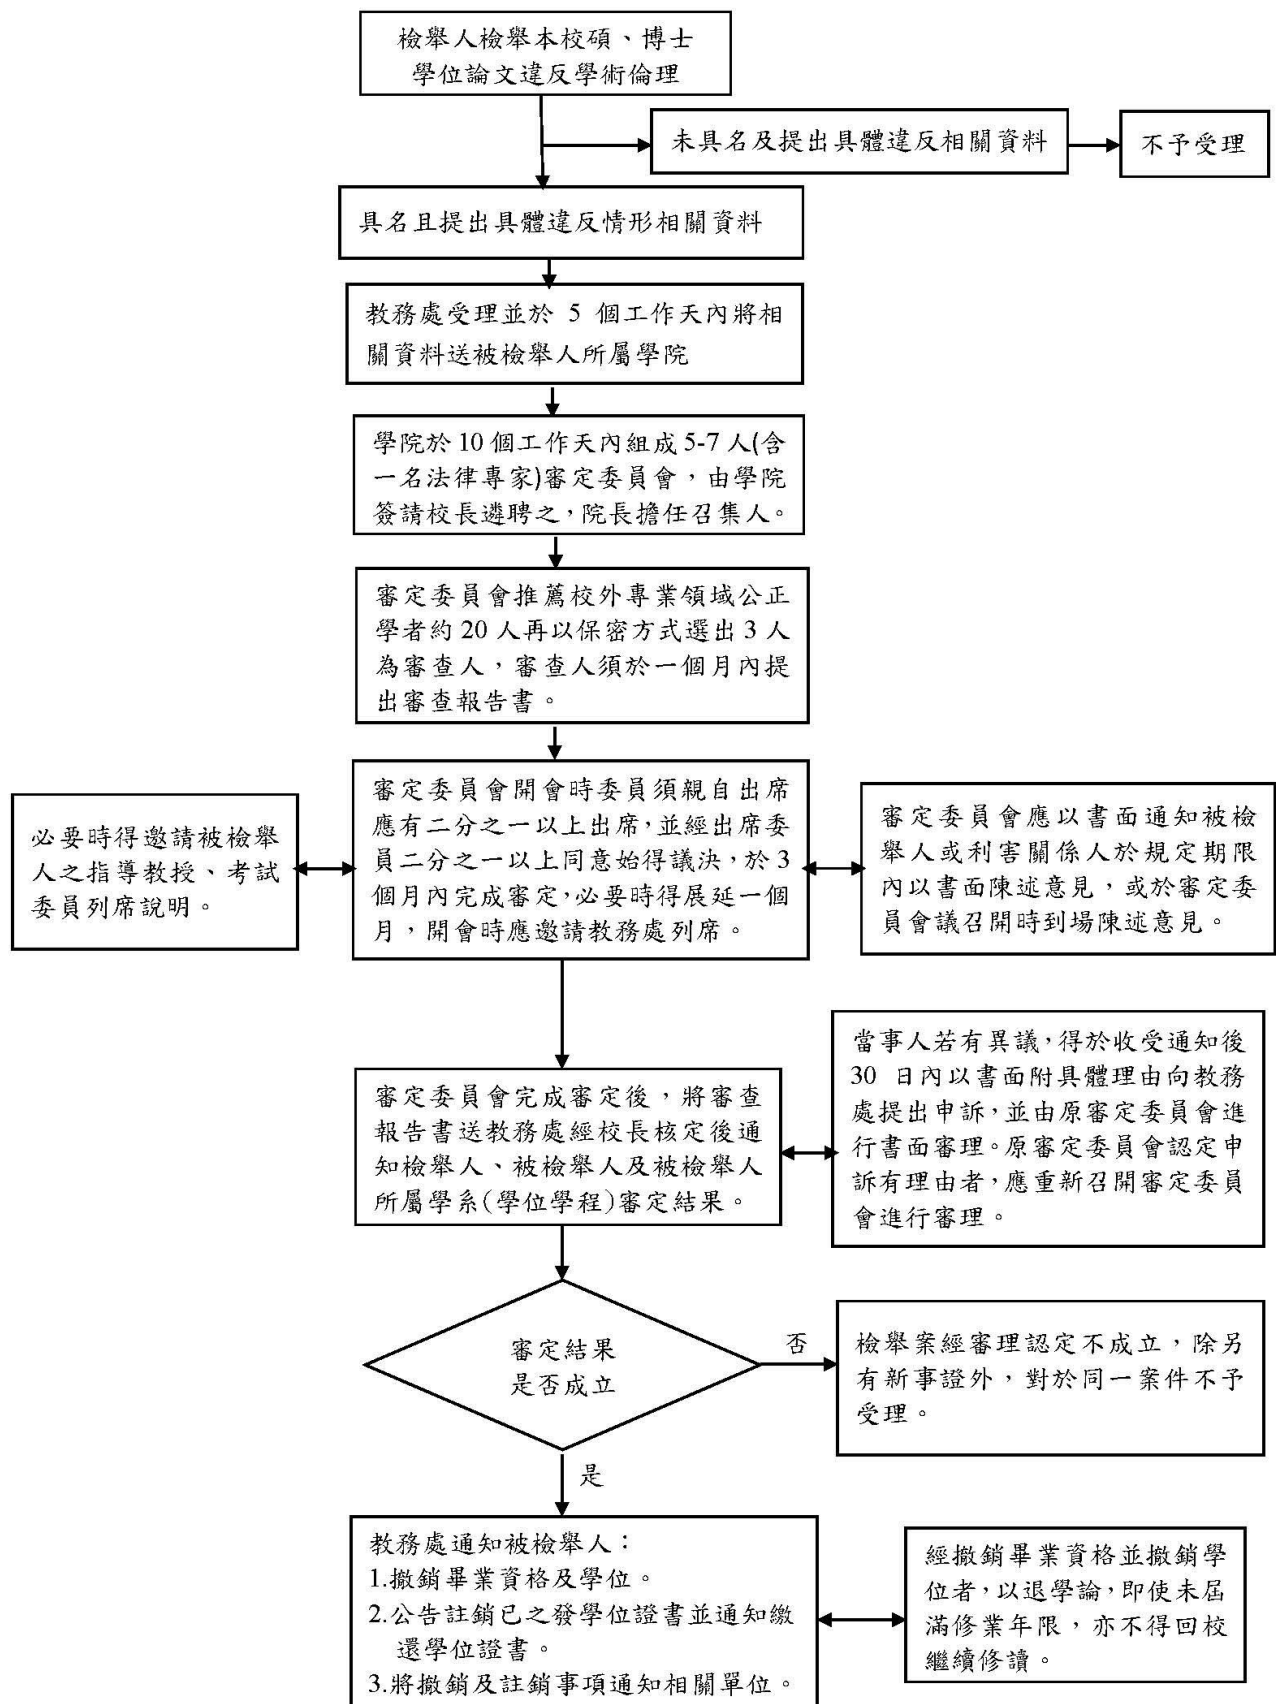 檢舉人檢舉本校碩、博士
學位論文違反學術倫理
未具名及提出具體違反相關資料
不予受理
具名且提出具體違反情形相關資料
教務處受理並於 5 個工作天內將相
關資料送被檢舉人所屬學院
學院於 10 個工作天內組成 5-7 人(含
一名法律專家)審定委員會，由學院
簽請校長遴聘之，院長擔任召集人。
審定委員會推薦校外專業領域公正
學者約 20 人再以保密方式選出 3 人
為審查人，審查人須於一個月內提
出審查報告書。
審定委員會開會時委員須親自出席
應有二分之一以上出席，並經出席委
員二分之一以上同意始得議決，於 3
個月內完成審定，必要時得展延一個
月，開會時應邀請教務處列席。
必要時得邀請被檢舉
人之指導教授、考試
委員列席說明。
審定委員會應以書面通知被檢
舉人或利害關係人於規定期限
內以書面陳述意見，或於審定委
員會議召開時到場陳述意見。
審定委員會完成審定後，將審查
報告書送教務處經校長核定後通
知檢舉人、被檢舉人及被檢舉人
所屬學系(學位學程)審定結果。
當事人若有異議，得於收受通知後
30 日內以書面附具體理由向教務
處提出申訴，並由原審定委員會進
行書面審理。原審定委員會認定申
訴有理由者，應重新召開審定委員
會進行審理。
審定結果
是否成立
否
檢舉案經審理認定不成立，除另
有新事證外，對於同一案件不予
受理。
是
教務處通知被檢舉人：
1.撤銷畢業資格及學位。
2.公告註銷已之發學位證書並通知繳
還學位證書。
3.將撤銷及註銷事項通知相關單位。
經撤銷畢業資格並撤銷學
位者，以退學論，即使未屆
滿修業年限，亦不得回校
繼續修讀。